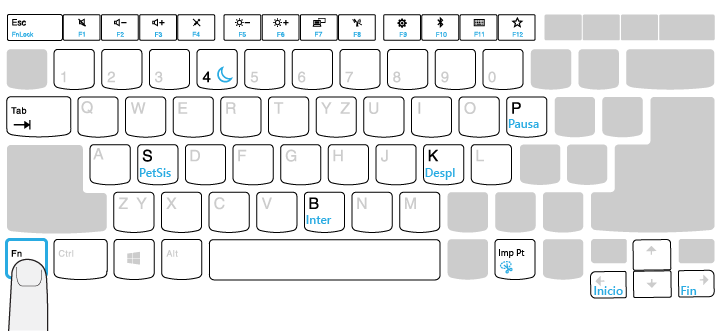 Esc
FnLock
F1
F2
F3
F4
F5
F6
F7
F8
F9
F10
F11
F12
1
2
3
4
5
6
7
8
9
0
Tab
Q
W
E
R
T
Y Z
U
I
O
P
Pausa
A
S
PetSis
D
F
G
H
J
K
Despl
L
Z Y
X
C
V
B
Inter
N
M
Fn
Ctrl
Alt
Imp Pt
Inicio
Fin